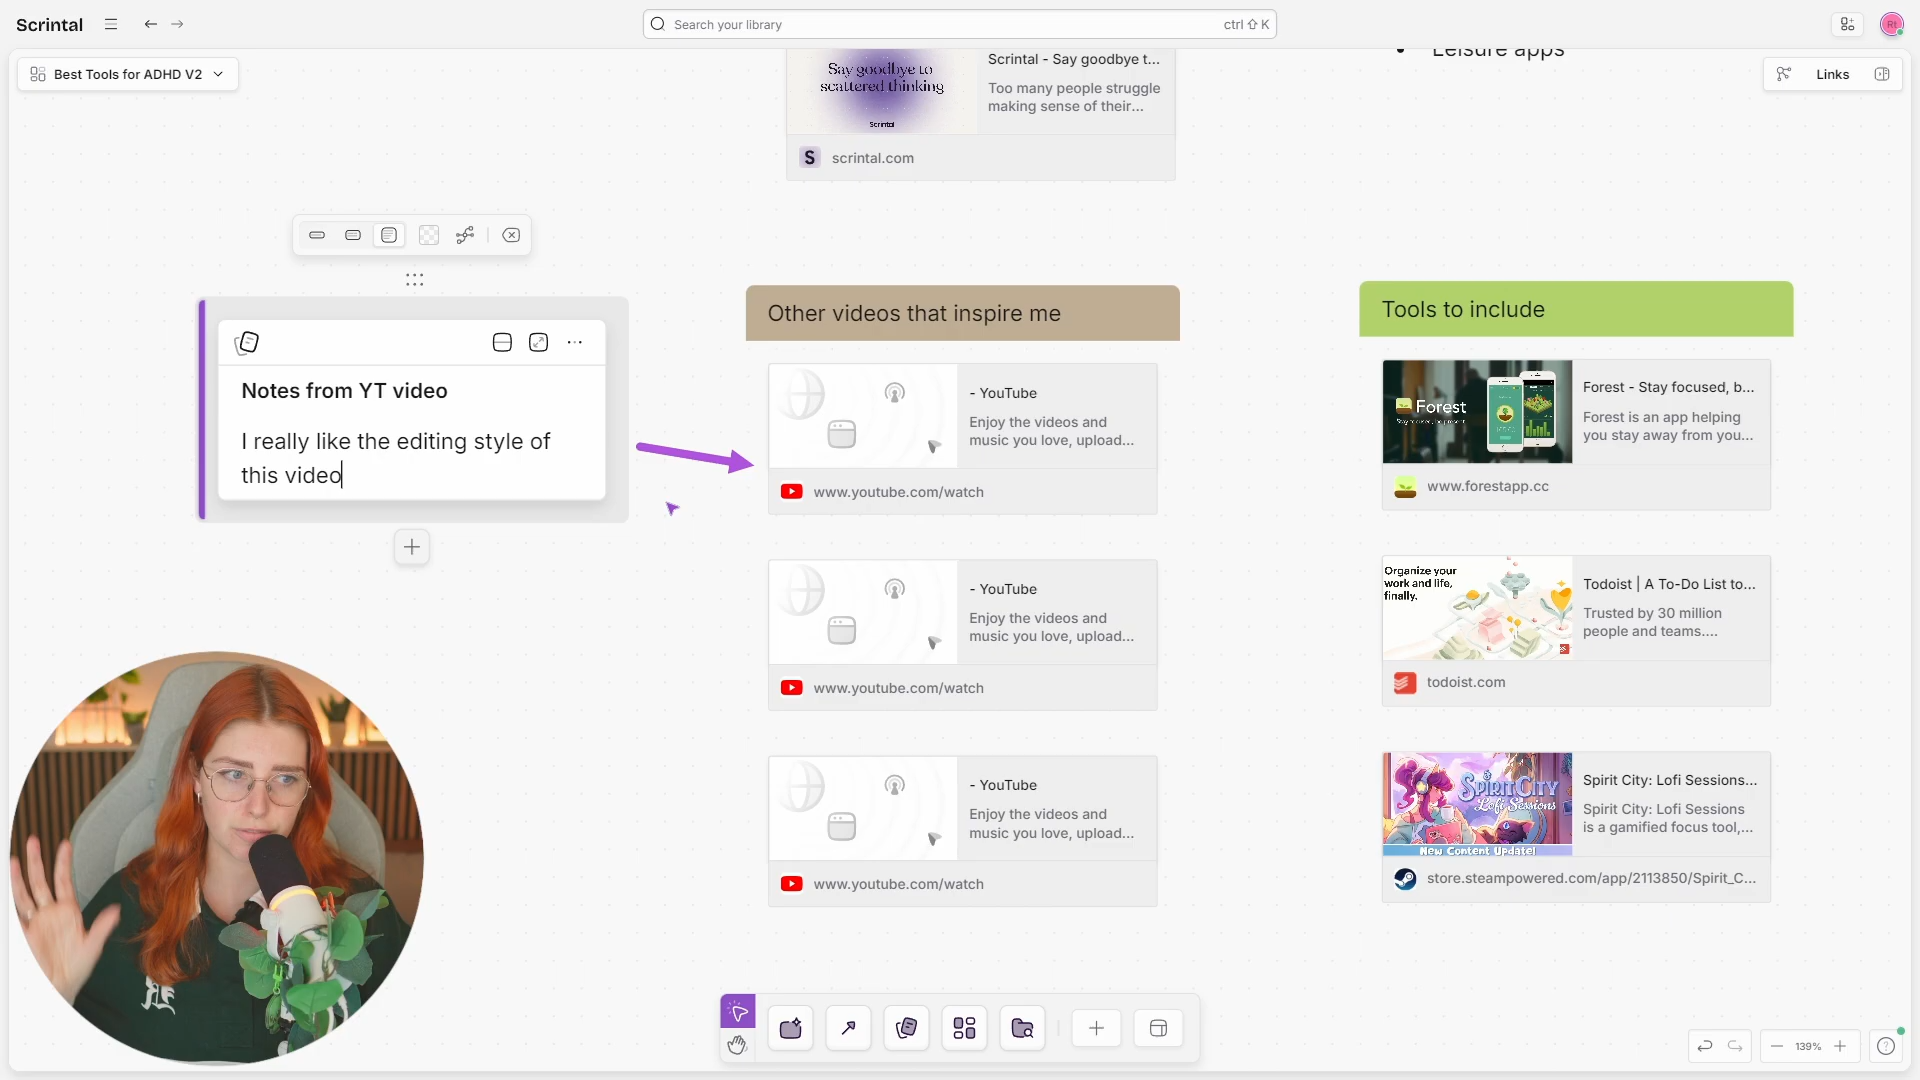 Scrintal
Search your library
ctrl ⇧ K
Rt
Best Tools for ADHD V2
Links
Leisure apps
Say goodbye to
scattered thinking
Scrintal
Scrintal - Say goodbye t...
Too many people struggle
making sense of their...
S
scrintal.com
Notes from YT video
I really like the editing style of
this video
Other videos that inspire me
- YouTube
Enjoy the videos and
music you love, upload...
www.youtube.com/watch
- YouTube
Enjoy the videos and
music you love, upload...
www.youtube.com/watch
- YouTube
Enjoy the videos and
music you love, upload...
www.youtube.com/watch
Tools to include
Forest
Stay focused, be present
Forest - Stay focused, b...
Forest is an app helping
you stay away from you...
www.forestapp.cc
Organize your
work and life,
finally.
Todoist | A To-Do List to...
Trusted by 30 million
people and teams....
todoist.com
SPIRIT CITY
Lofi Sessions
New Content Update!
Spirit City: Lofi Sessions...
Spirit City: Lofi Sessions
is a gamified focus tool,...
store.steampowered.com/app/2113850/Spirit_C...
139%
?